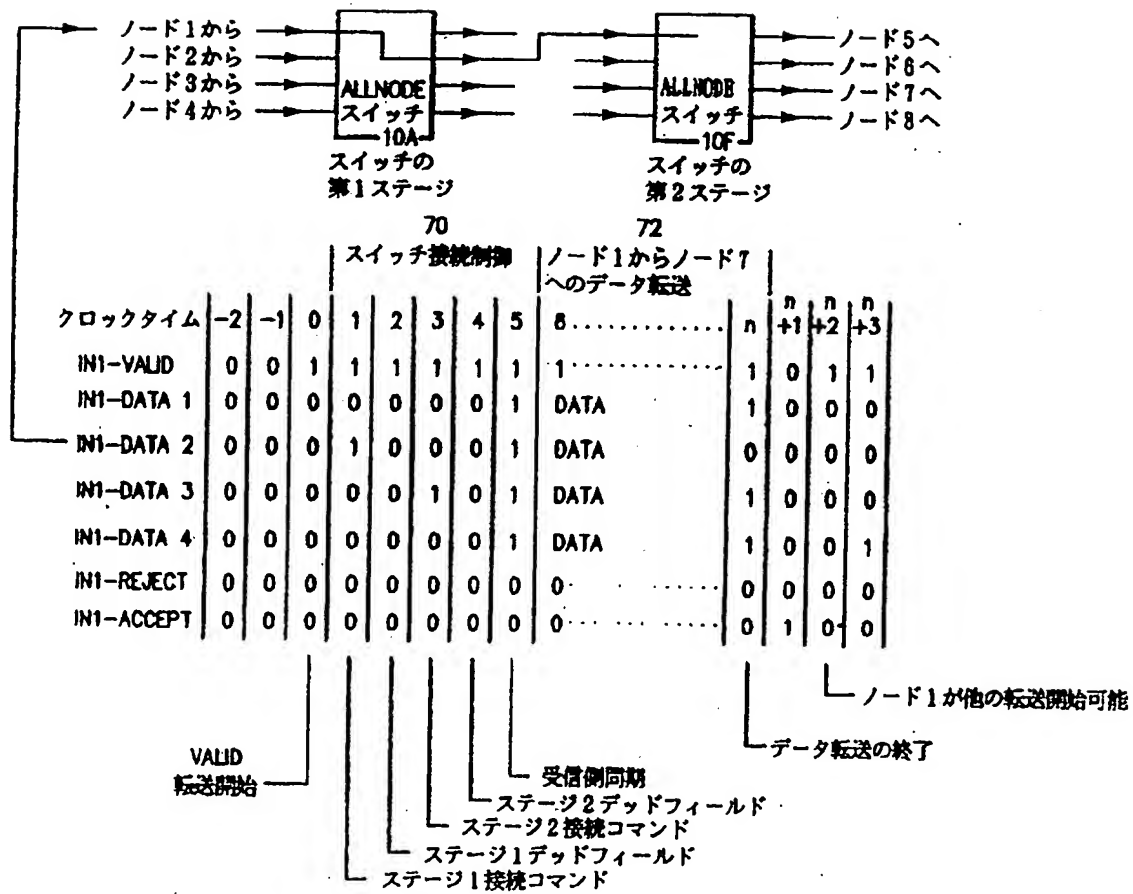 ノード1から
ノード2から
ノード3から
ノード4から
ALLNODE
スイッチ
10A
スイッチの
第1ステージ
ALLNODE
スイッチ
10F
スイッチの
第2ステージ
ノード5へ
ノード6へ
ノード7へ
ノード8へ
70
スイッチ接続制御
72
ノード1からノード7
へのデータ転送
クロックタイム -2 -1 0 1 2 3 4 5 6.............. n n+1 n+2 n+3
IN1-VALID 0 0 1 1 1 1 1 1 1.............. 1 0 1 1
IN1-DATA 1 0 0 0 0 0 0 0 1 DATA 1 0 0 0
IN1-DATA 2 0 0 0 1 0 0 0 1 DATA 0 0 0 0
IN1-DATA 3 0 0 0 0 0 1 0 1 DATA 1 0 0 0
IN1-DATA 4 0 0 0 0 0 0 0 1 DATA 1 0 0 1
IN1-REJECT 0 0 0 0 0 0 0 0 0.............. 0 0 0 0
IN1-ACCEPT 0 0 0 0 0 0 0 0 0.............. 0 1 0 0
ノード1が他の転送開始可能
データ転送の終了
VALID
転送開始
受信側同期
ステージ2デッドフィールド
ステージ2接続コマンド
ステージ1デッドフィールド
ステージ1接続コマンド